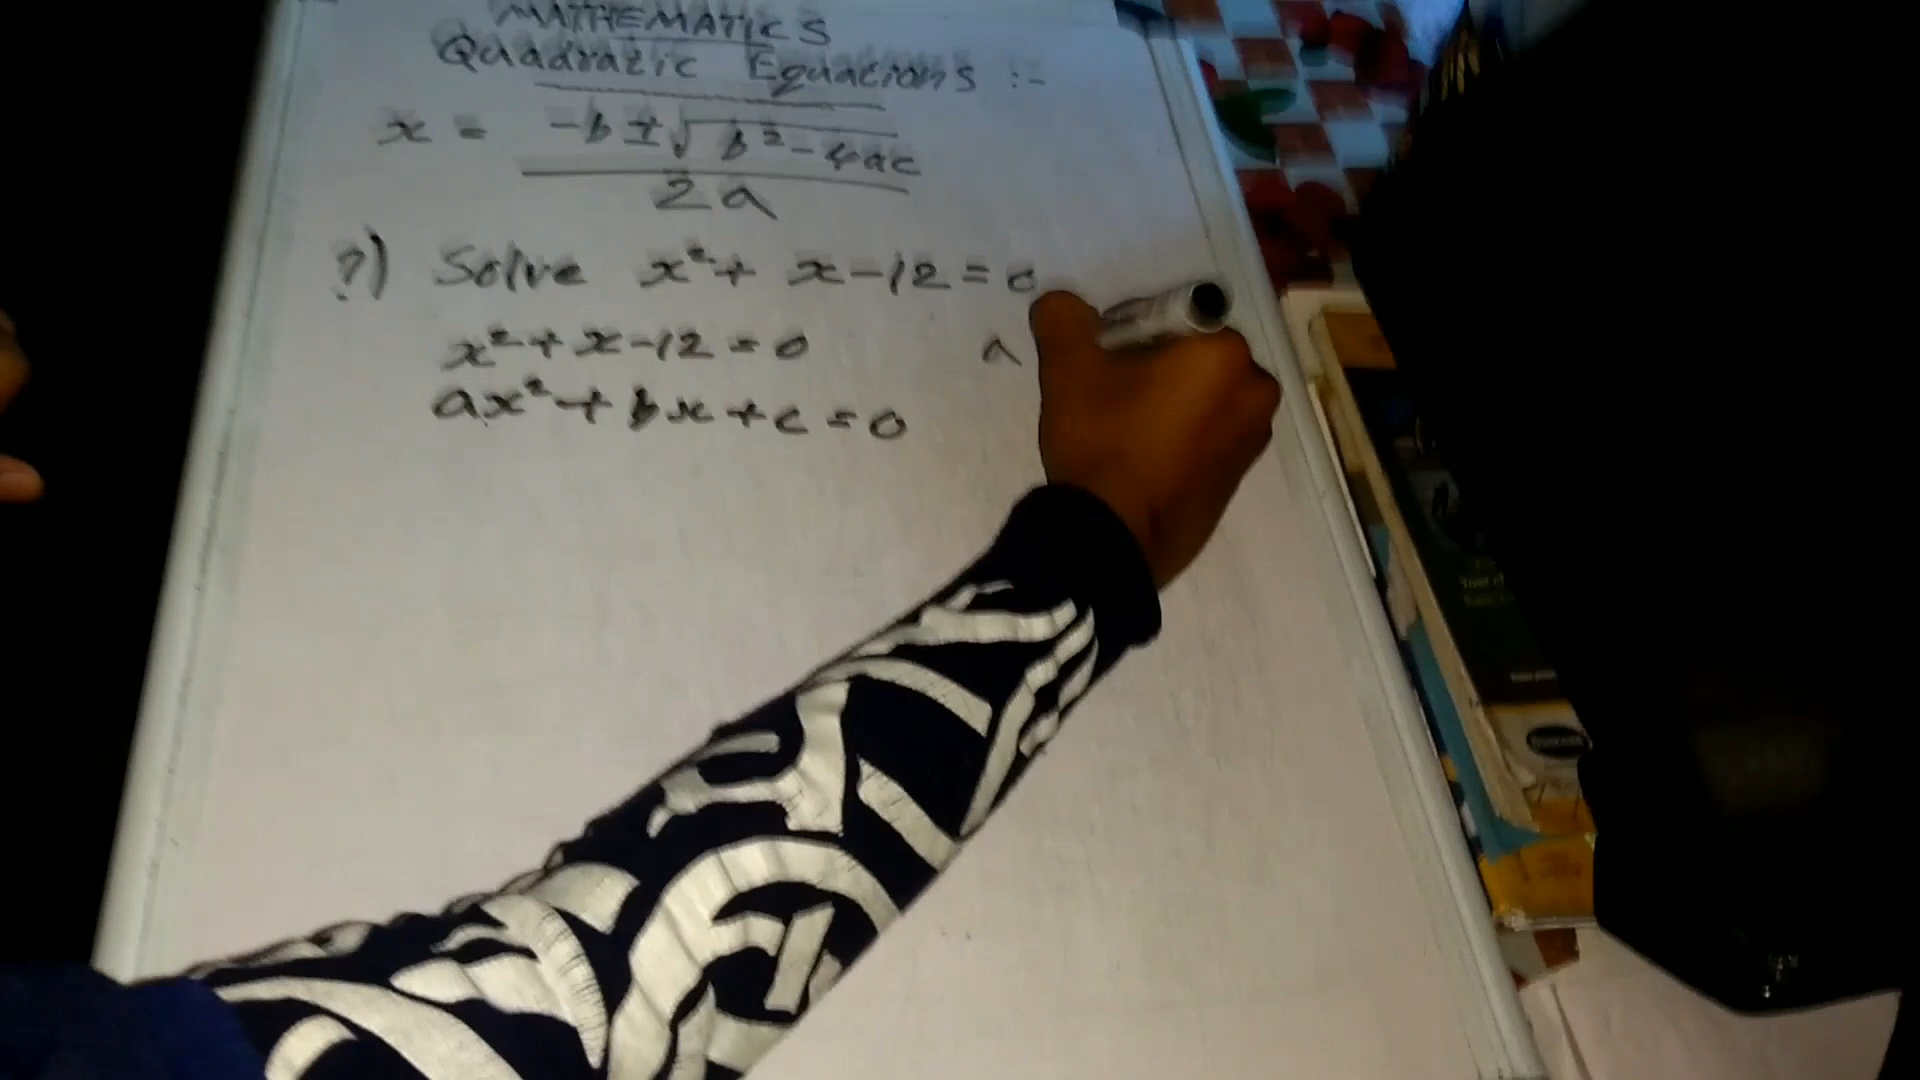 MATHEMATICS
Quadratic Equations :-
x = -b ± √b²-4ac
2a
?) Solve x² + x-12 = 0
x² + x-12 = 0
a
ax² + bx + c = 0